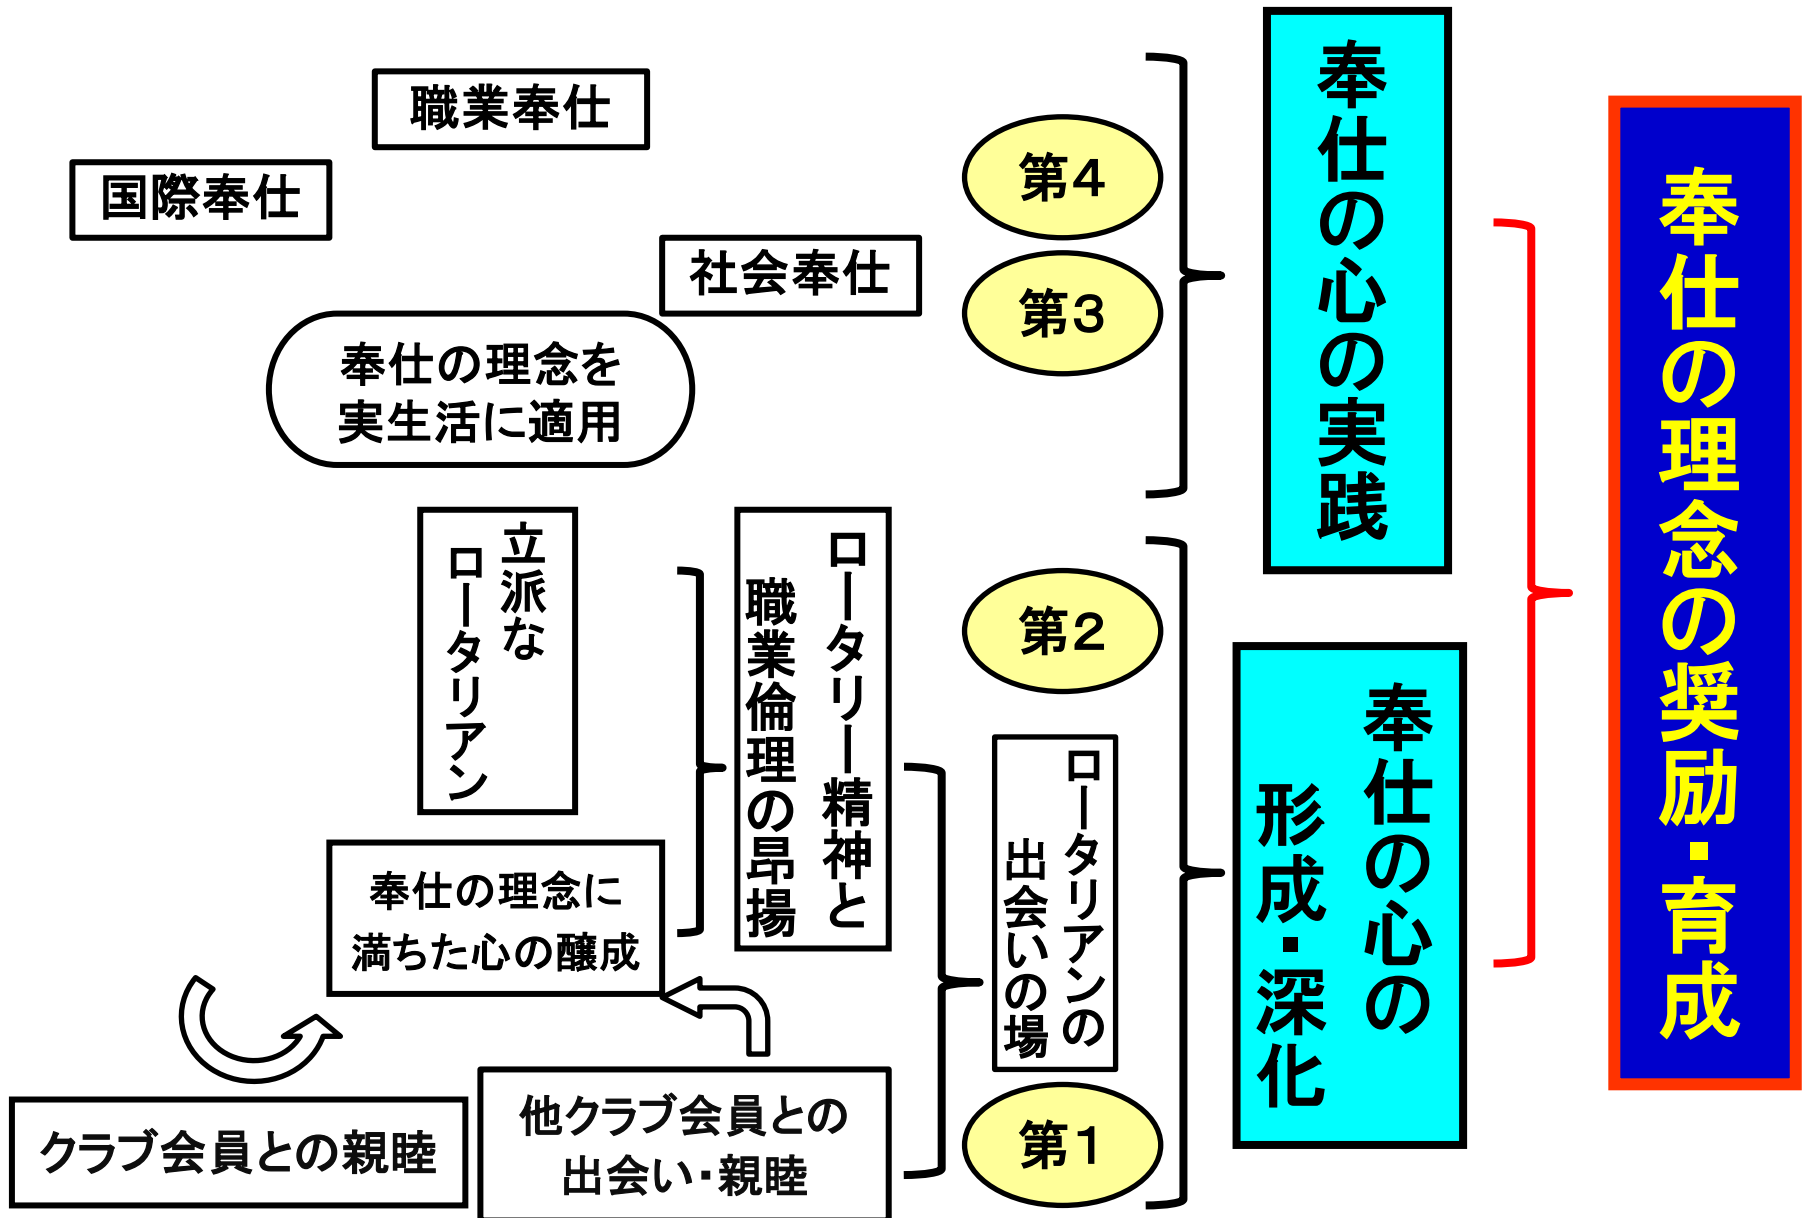 職業奉仕
国際奉仕
社会奉仕
奉仕の理念を
実生活に適用
第4
第3
奉仕の心の実践
奉仕の理念の奨励・育成
立派な
ロータリアン
ロータリー精神と
職業倫理の昂揚
第2
ロータリアンの
出会いの場
奉仕の心の
形成・深化
奉仕の理念に
満ちた心の醸成
クラブ会員との親睦
他クラブ会員との
出会い・親睦
第1